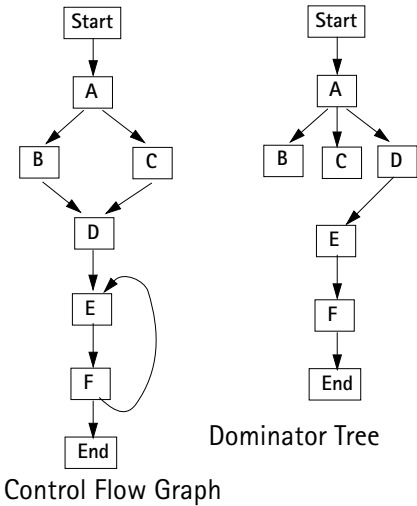 Start
A
B
C
D
E
F
End
Control Flow Graph
Start
A
B
C
D
E
F
End
Dominator Tree